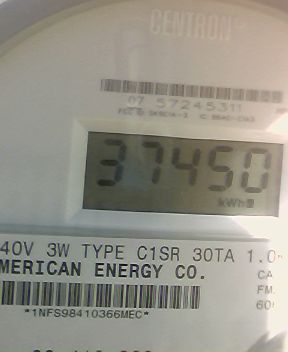 CENTRON
07 57245311
37450
kWh
40V 3W TYPE C1SR 30TA 1.0
MERICAN ENERGY CO.
CA
FM
60
*1NFS98410366MEC*